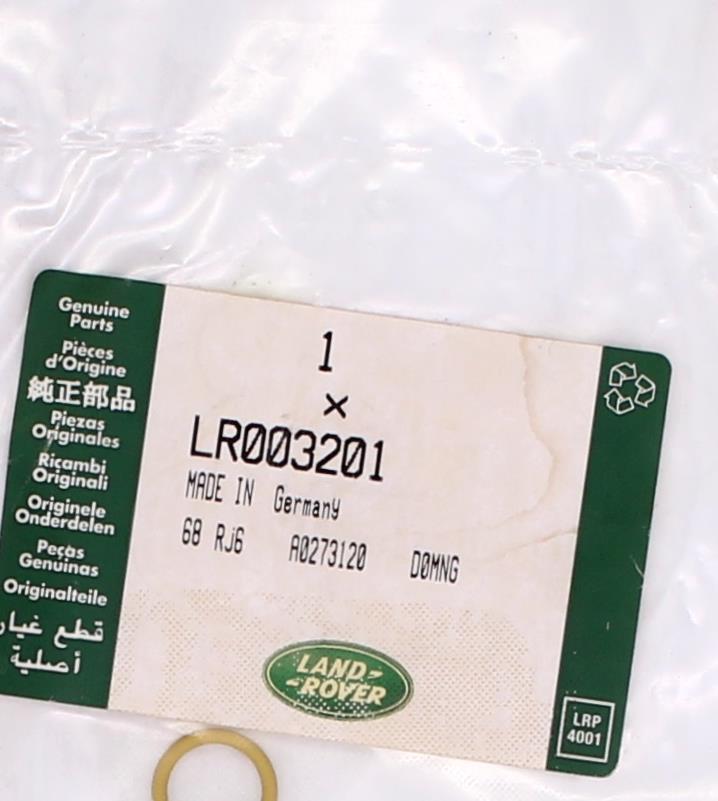 Genuine
Parts
Pièces
d'Origine
純正部品
Piezas
Originales
Ricambi
Originali
Originele
Onderdelen
Peças
Genuínas
Originalteile
قطع غيار
أصلية
1
×
LR003201
MADE IN Germany
68 RJ6 A0273120 D0MNG
LAND-
-ROVER
LRP
4001